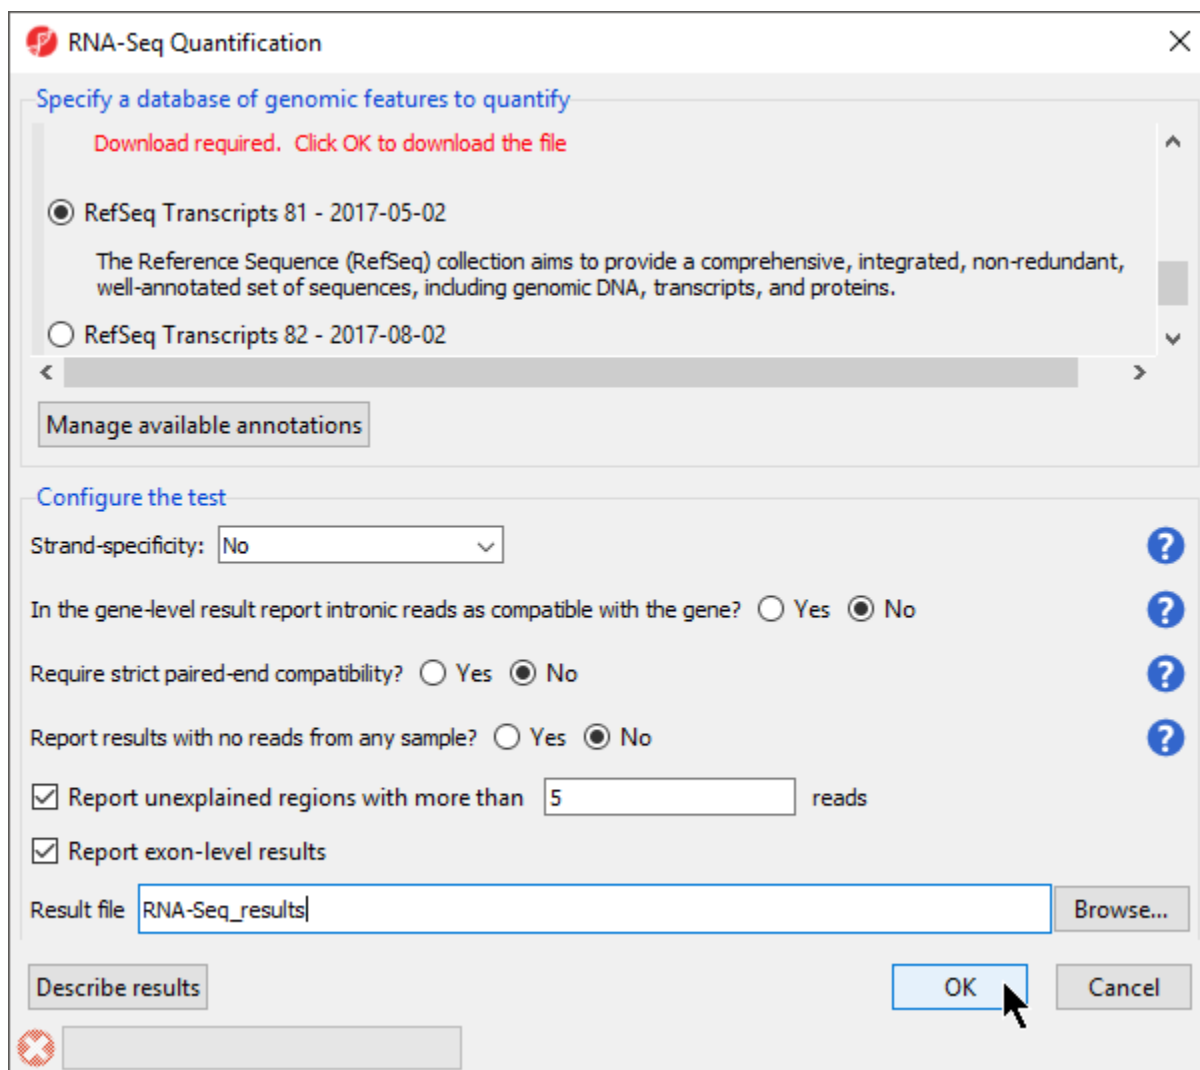 RNA-Seq Quantification
Specify a database of genomic features to quantify
Download required. Click OK to download the file
RefSeq Transcripts 81 - 2017-05-02
The Reference Sequence (RefSeq) collection aims to provide a comprehensive, integrated, non-redundant,
well-annotated set of sequences, including genomic DNA, transcripts, and proteins.
RefSeq Transcripts 82 - 2017-08-02
Manage available annotations
Configure the test
Strand-specificity: No
In the gene-level result report intronic reads as compatible with the gene? Yes No
Require strict paired-end compatibility? Yes No
Report results with no reads from any sample? Yes No
Report unexplained regions with more than 5 reads
Report exon-level results
Result file RNA-Seq_results Browse...
Describe results OK Cancel